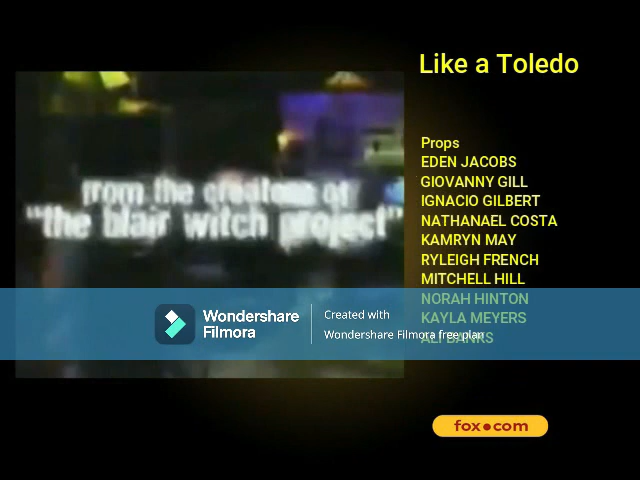 Like a Toledo
from the creators of
"the blair witch project"
Props
EDEN JACOBS
GIOVANNY GILL
IGNACIO GILBERT
NATHANAEL COSTA
KAMRYN MAY
RYLEIGH FRENCH
MITCHELL HILL
NORAH HINTON
KAYLA MEYERS
ALI BANKS
Wondershare
Filmora
Created with
Wondershare Filmora free plan
fox.com